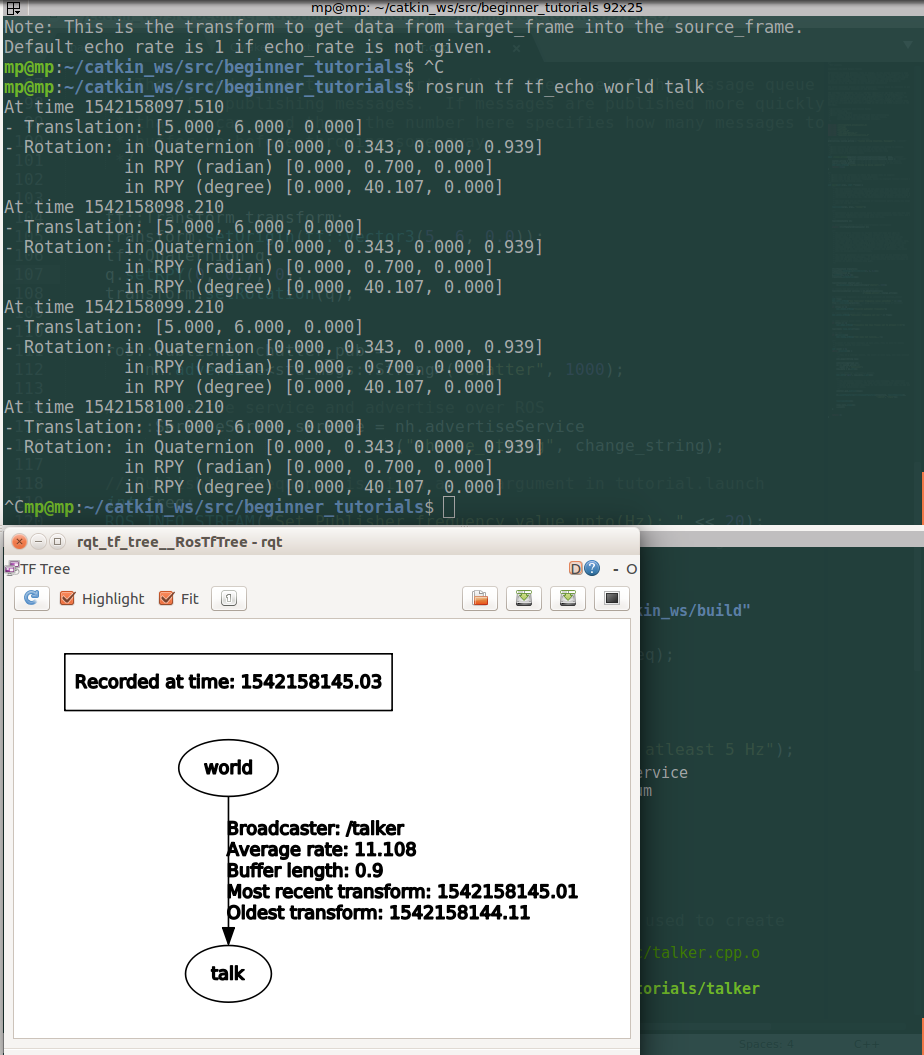 mp@mp: ~/catkin_ws/src/beginner_tutorials 92x25
Note: This is the transform to get data from target_frame into the source_frame.
Default echo rate is 1 if echo_rate is not given.
mp@mp:~/catkin_ws/src/beginner_tutorials$ ^C
mp@mp:~/catkin_ws/src/beginner_tutorials$ rosrun tf tf_echo world talk
At time 1542158097.510
- Translation: [5.000, 6.000, 0.000]
- Rotation: in Quaternion [0.000, 0.343, 0.000, 0.939]
in RPY (radian) [0.000, 0.700, 0.000]
in RPY (degree) [0.000, 40.107, 0.000]
At time 1542158098.210
- Translation: [5.000, 6.000, 0.000]
- Rotation: in Quaternion [0.000, 0.343, 0.000, 0.939]
in RPY (radian) [0.000, 0.700, 0.000]
in RPY (degree) [0.000, 40.107, 0.000]
At time 1542158099.210
- Translation: [5.000, 6.000, 0.000]
- Rotation: in Quaternion [0.000, 0.343, 0.000, 0.939]
in RPY (radian) [0.000, 0.700, 0.000]
in RPY (degree) [0.000, 40.107, 0.000]
At time 1542158100.210
- Translation: [5.000, 6.000, 0.000]
- Rotation: in Quaternion [0.000, 0.343, 0.000, 0.939]
in RPY (radian) [0.000, 0.700, 0.000]
in RPY (degree) [0.000, 40.107, 0.000]
^Cmp@mp:~/catkin_ws/src/beginner_tutorials$
rqt_tf_tree__RosTfTree - rqt
TF Tree
D ? - O
Highlight Fit
Recorded at time: 1542158145.03
world
Broadcaster: /talker
Average rate: 11.108
Buffer length: 0.9
Most recent transform: 1542158145.01
Oldest transform: 1542158144.11
talk
kin_ws/build"
eq);
atleast 5 Hz");
ervice
um
used to create
/talker.cpp.o
orials/talker
Spaces: 4 C++